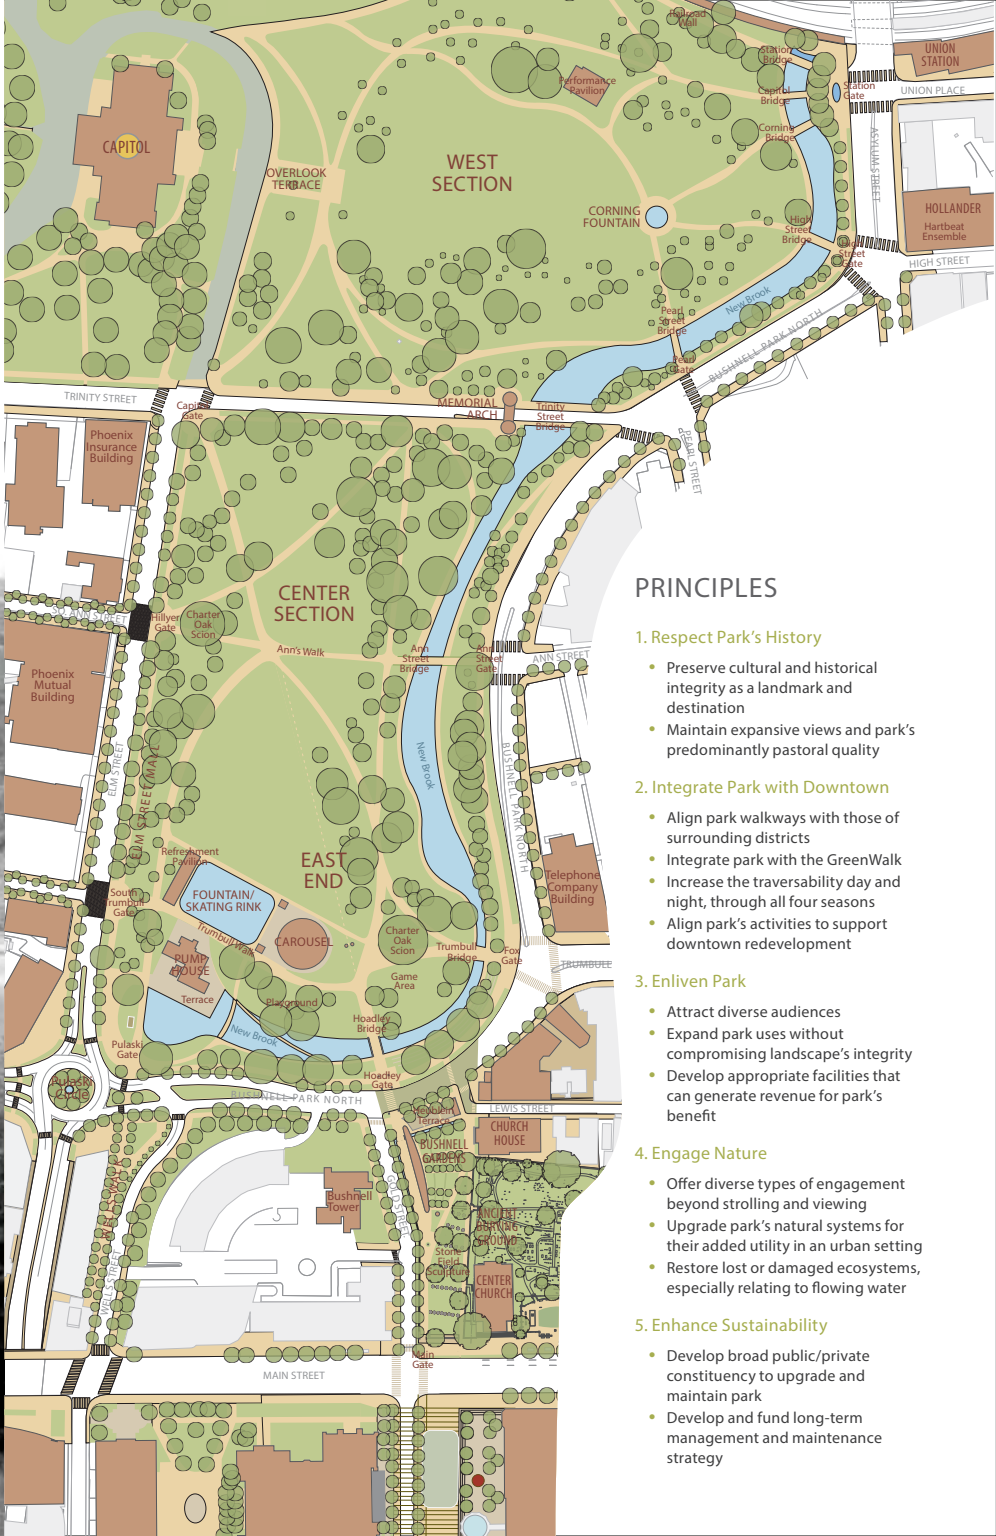 Railroad
Wall
Station
Bridge
UNION
STATION
Performance
Pavilion
Capitol
Bridge
Station
Gate
UNION PLACE
Corning
Bridge
ASYLUM STREET
CAPITOL
WEST
SECTION
OVERLOOK
TERRACE
CORNING
FOUNTAIN
HOLLANDER
Hartbeat
Ensemble
High
Street
Bridge
High
Street
Gate
HIGH STREET
New Brook
Pearl
Street
Bridge
BUSHNELL PARK NORTH
Pearl
Gate
TRINITY STREET
Capitol
Gate
MEMORIAL
ARCH
Trinity
Street
Bridge
Phoenix
Insurance
Building
PEARL STREET
CENTER
SECTION
SO. ANN STREET
Hillyer
Gate
Charter
Oak
Scion
Ann's Walk
Ann
Street
Bridge
Ann
Street
Gate
ANN STREET
Phoenix
Mutual
Building
ELM STREET
ELM STREET MALL
New Brook
BUSHNELL PARK NORTH
Refreshment
Pavilion
EAST
END
FOUNTAIN/
SKATING RINK
Telephone
Company
Building
South
Trumbull
Gate
Trumbull Walk
CAROUSEL
Charter
Oak
Scion
Trumbull
Bridge
Fox
Gate
TRUMBULL
PUMP
HOUSE
Game
Area
Terrace
Playground
Hoadley
Bridge
New Brook
Pulaski
Gate
Hoadley
Gate
Pulaski
Circle
BUSHNELL PARK NORTH
Terrace
LEWIS STREET
CHURCH
HOUSE
BUSHNELL
GARDENS
Bushnell
Tower
GOLD STREET
ANCIENT
BURYING
GROUND
Stone
Field
Sculpture
CENTER
CHURCH
WELLS STREET
Main
Gate
MAIN STREET
PRINCIPLES
1. Respect Park's History
• Preserve cultural and historical
integrity as a landmark and
destination
• Maintain expansive views and park's
predominantly pastoral quality
2. Integrate Park with Downtown
• Align park walkways with those of
surrounding districts
• Integrate park with the GreenWalk
• Increase the traversability day and
night, through all four seasons
• Align park's activities to support
downtown redevelopment
3. Enliven Park
• Attract diverse audiences
• Expand park uses without
compromising landscape's integrity
• Develop appropriate facilities that
can generate revenue for park's
benefit
4. Engage Nature
• Offer diverse types of engagement
beyond strolling and viewing
• Upgrade park's natural systems for
their added utility in an urban setting
• Restore lost or damaged ecosystems,
especially relating to flowing water
5. Enhance Sustainability
• Develop broad public/private
constituency to upgrade and
maintain park
• Develop and fund long-term
management and maintenance
strategy